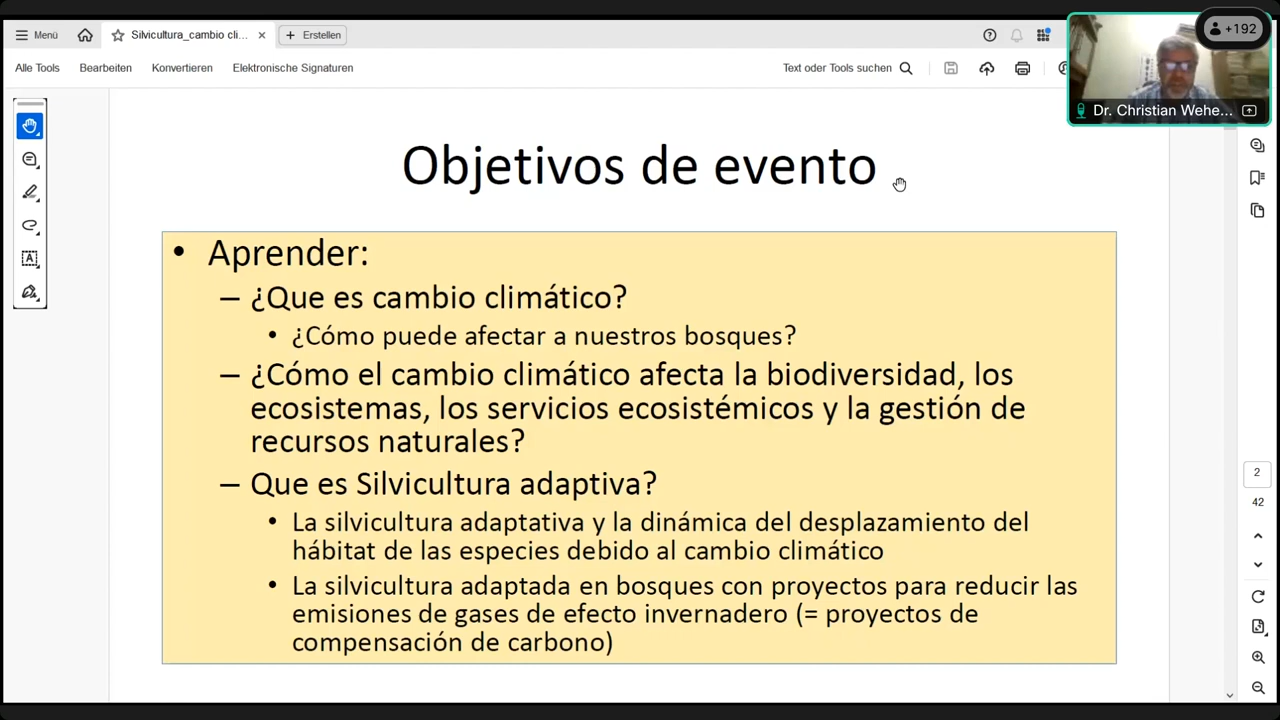 Menú
Silvicultura_cambio cli...
Erstellen
+192
Alle Tools
Bearbeiten
Konvertieren
Elektronische Signaturen
Text oder Tools suchen
Dr. Christian Wehe...
Objetivos de evento
• Aprender:
– ¿Que es cambio climático?
• ¿Cómo puede afectar a nuestros bosques?
– ¿Cómo el cambio climático afecta la biodiversidad, los
ecosistemas, los servicios ecosistémicos y la gestión de
recursos naturales?
– Que es Silvicultura adaptiva?
• La silvicultura adaptativa y la dinámica del desplazamiento del
hábitat de las especies debido al cambio climático
• La silvicultura adaptada en bosques con proyectos para reducir las
emisiones de gases de efecto invernadero (= proyectos de
compensación de carbono)
2
42